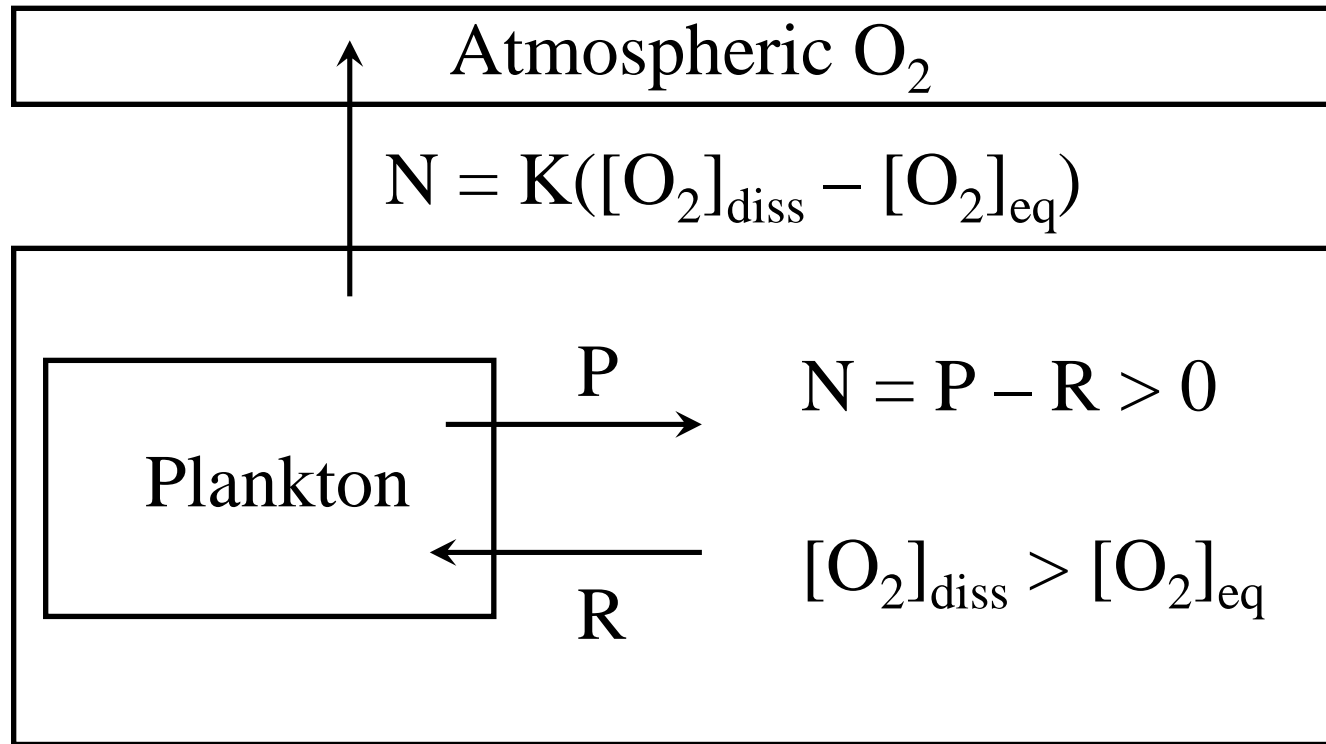 Atmospheric O₂
N = K([O₂]diss – [O₂]eq)
P
N = P – R > 0
Plankton
[O₂]diss > [O₂]eq
R